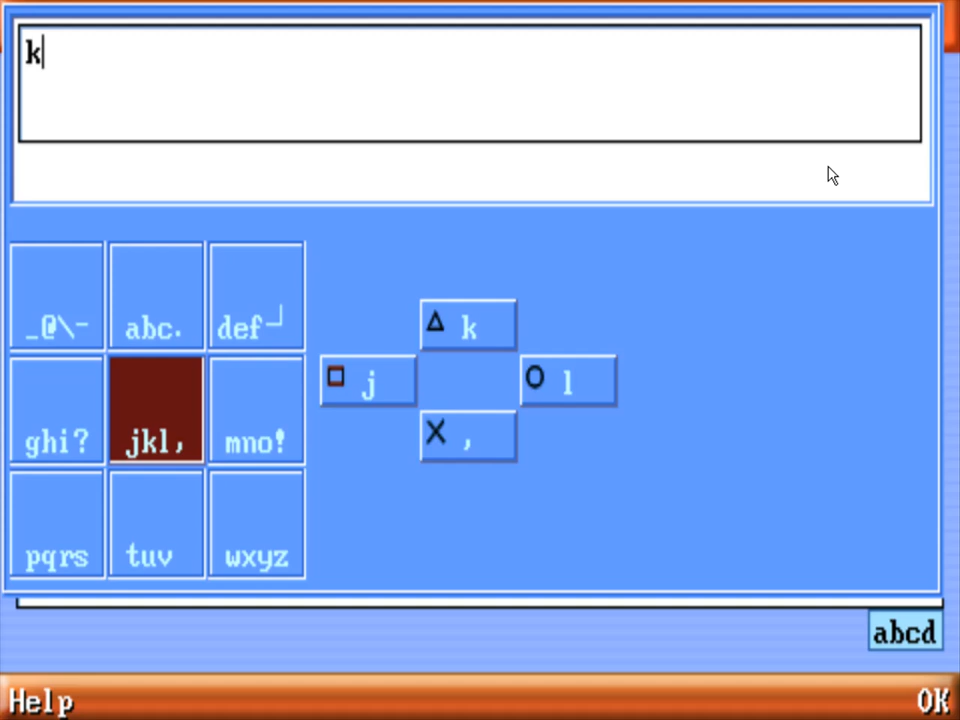 k
_@\- abc. def┘
k
j l
ghi? jkl, mno!
,
pqrs tuv wxyz
abcd
Help OK